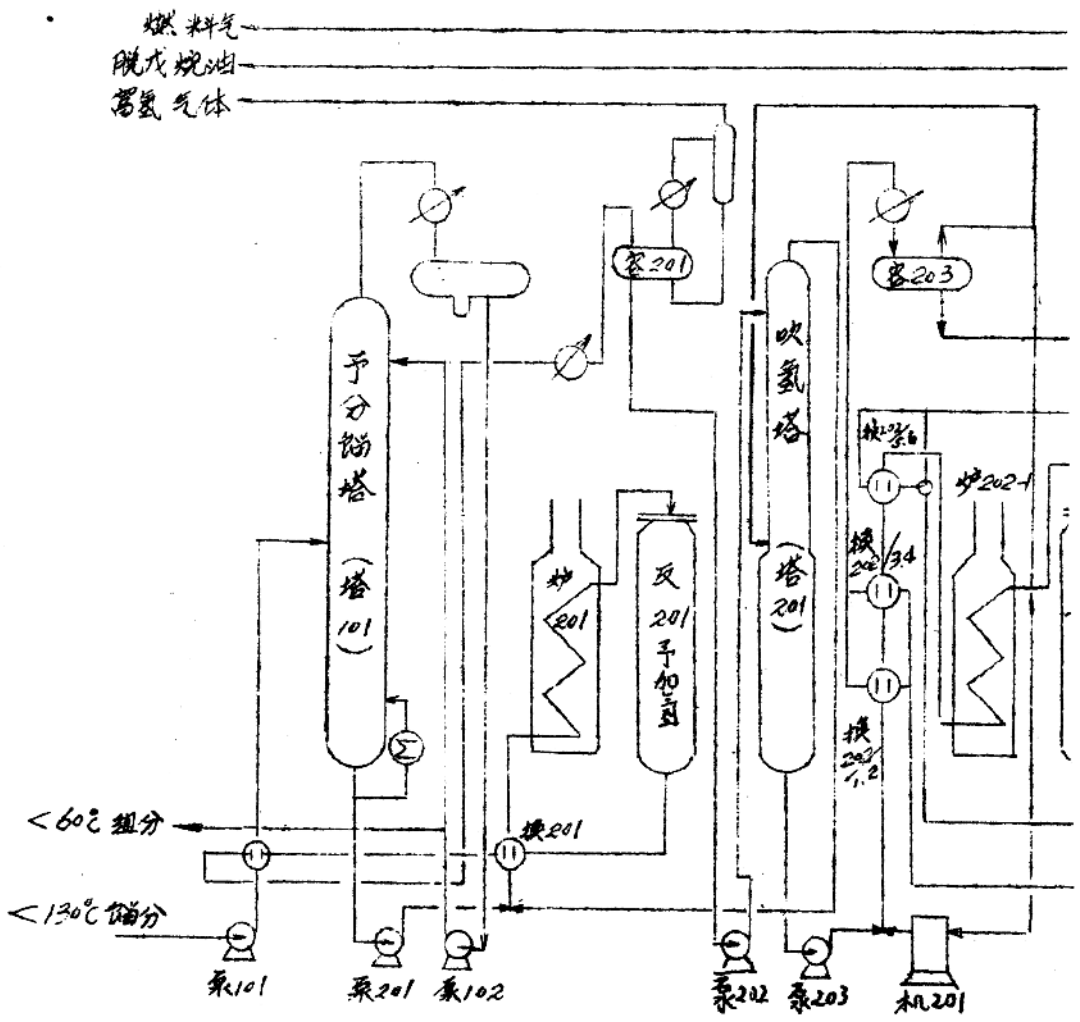 燃料气
脱戊烷油
富氢气体
容201
容203
予分馏塔
(塔101)
吹氢塔
(塔201)
换202/5.6
炉202-1
换202/3.4
换202/1.2
炉201
反201予加氢
<60℃组分
换201
<130℃馏分
泵101
泵201
泵102
泵202
泵203
机201